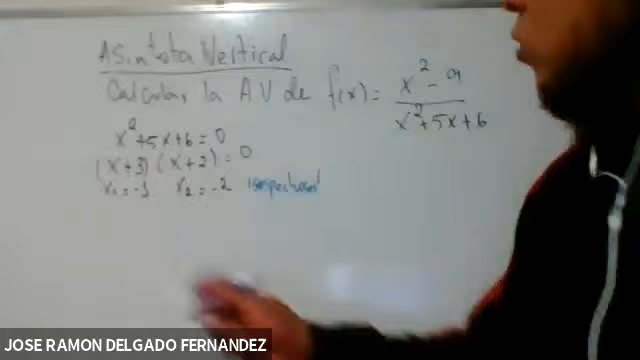 Asintota Vertical
Calcular la A V de f(x) = x² - 9 / x² + 5x + 6
x² + 5x + 6 = 0
(x+3) (x+2) = 0
x₁ = -3 x₂ = -2
JOSE RAMON DELGADO FERNANDEZ